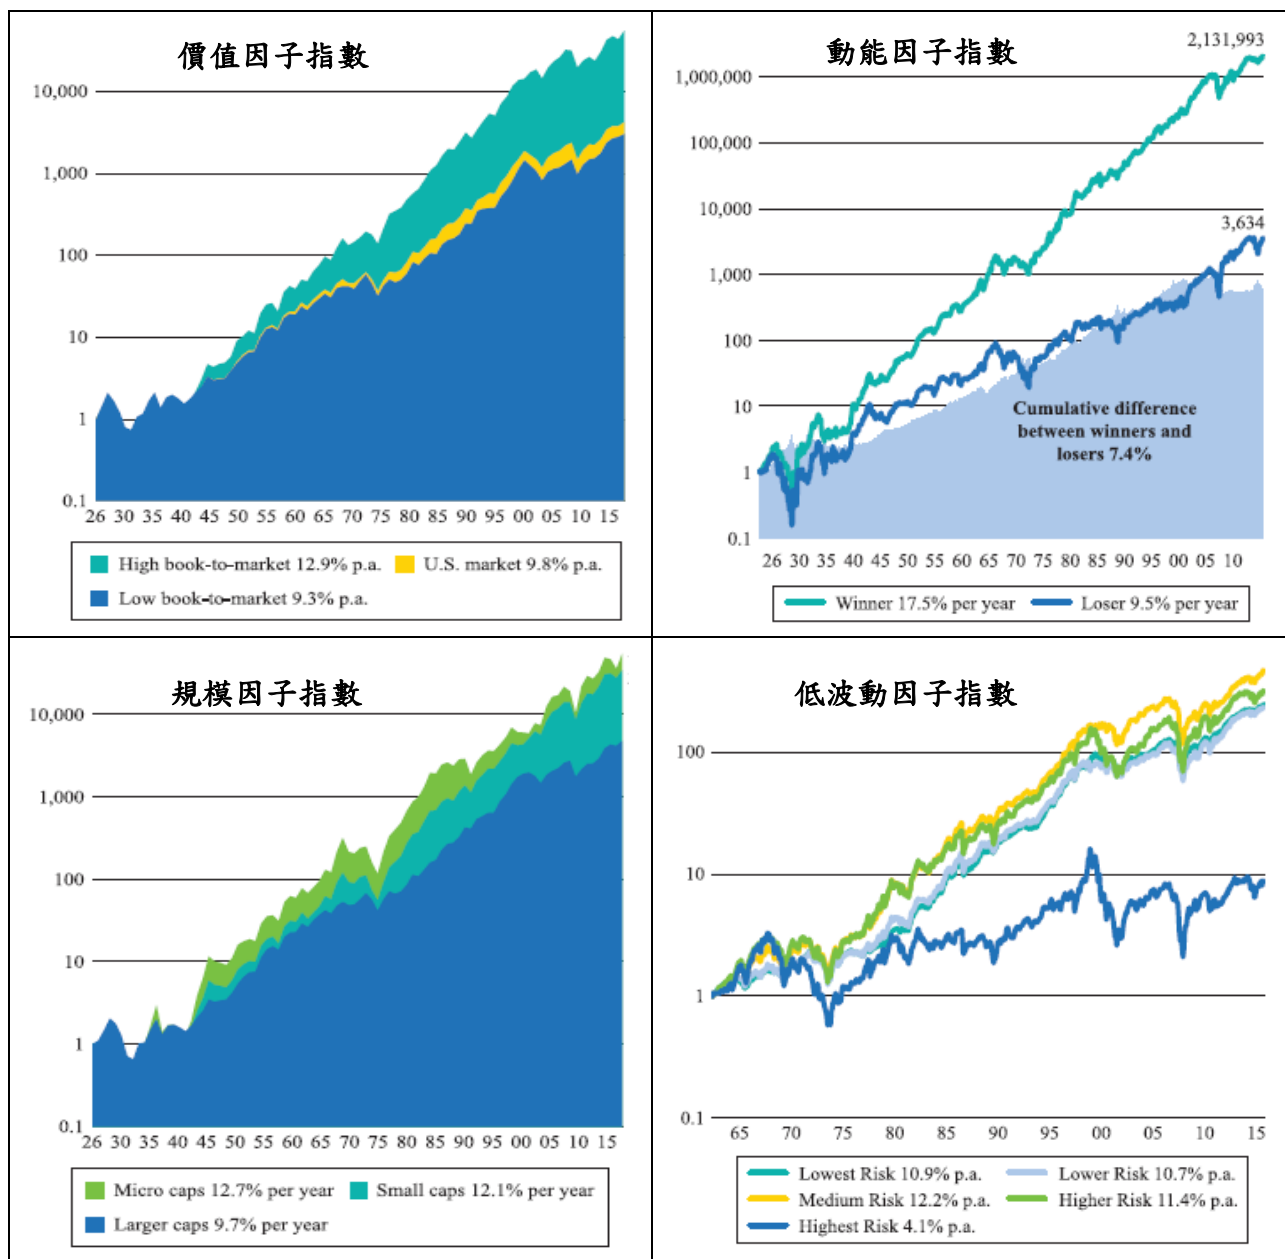 價值因子指數
10,000
1,000
100
10
1
0.1
26 30 35 40 45 50 55 60 65 70 75 80 85 90 95 00 05 10 15
High book-to-market 12.9% p.a. U.S. market 9.8% p.a.
Low book-to-market 9.3% p.a.
動能因子指數
2,131,993
1,000,000
100,000
10,000
3,634
1,000
100
10
Cumulative difference
between winners and
losers 7.4%
1
0.1
26 30 35 40 45 50 55 60 65 70 75 80 85 90 95 00 05 10
Winner 17.5% per year Loser 9.5% per year
規模因子指數
10,000
1,000
100
10
1
0.1
26 30 35 40 45 50 55 60 65 70 75 80 85 90 95 00 05 10 15
Micro caps 12.7% per year Small caps 12.1% per year
Larger caps 9.7% per year
低波動因子指數
100
10
1
0.1
65 70 75 80 85 90 95 00 05 10 15
Lowest Risk 10.9% p.a. Lower Risk 10.7% p.a.
Medium Risk 12.2% p.a. Higher Risk 11.4% p.a.
Highest Risk 4.1% p.a.